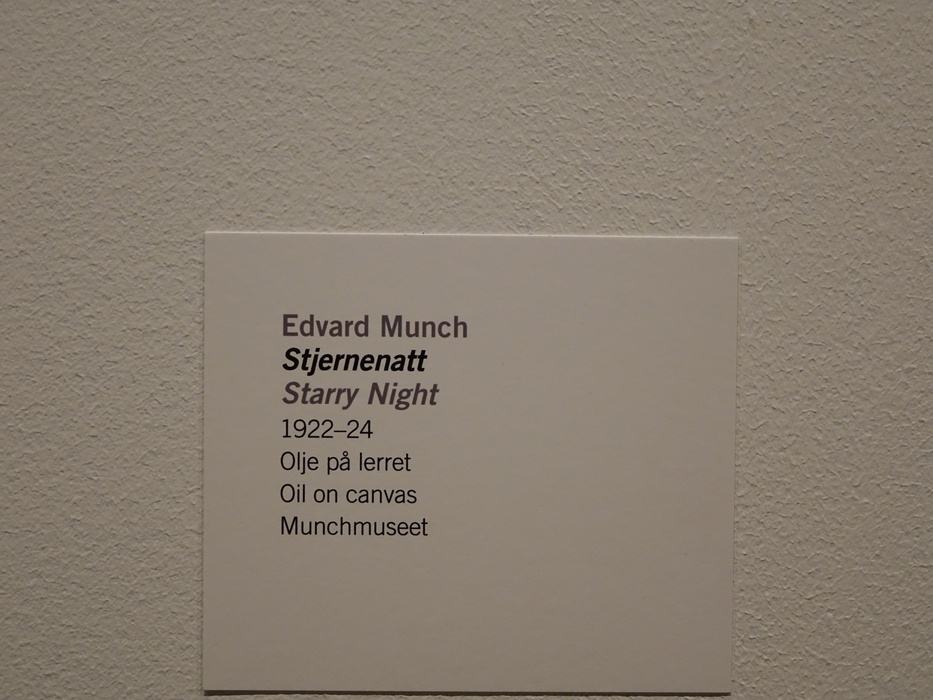 Edvard Munch
Stjernenatt
Starry Night
1922–24
Olje på lerret
Oil on canvas
Munchmuseet